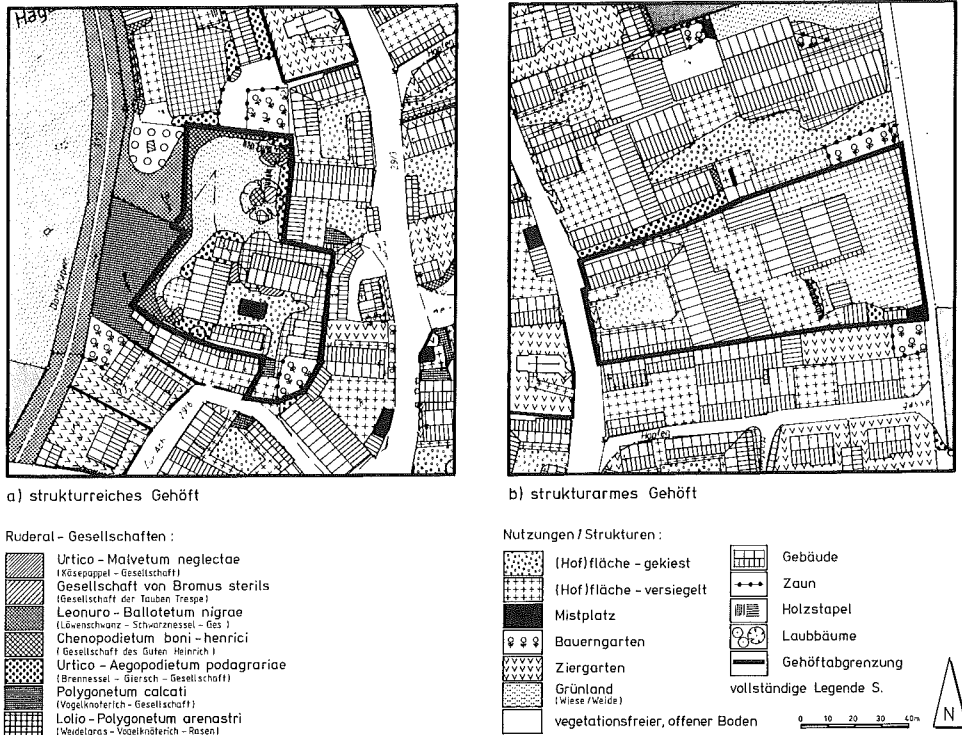 a) strukturreiches Gehöft
b) strukturarmes Gehöft
Ruderal - Gesellschaften :
Urtico - Malvetum neglectae
(Käsepappel - Gesellschaft)
Gesellschaft von Bromus sterils
(Gesellschaft der Tauben Trespe)
Leonuro - Ballotetum nigrae
(Löwenschwanz - Schwarznessel - Ges)
Chenopodietum boni - henrici
(Gesellschaft des Guten Heinrich)
Urtico - Aegopodietum podagrariae
(Brennessel - Giersch - Gesellschaft)
Polygonetum calcati
(Vogelknöterich - Gesellschaft)
Lolio - Polygonetum arenastri
(Weidelgras - Vogelknöterich - Rasen)
Nutzungen / Strukturen :
(Hof)fläche - gekiest
(Hof)fläche - versiegelt
Mistplatz
Bauerngarten
Ziergarten
Grünland
(Wiese / Weide)
vegetationsfreier, offener Boden
Gebäude
Zaun
Holzstapel
Laubbäume
Gehöftabgrenzung
vollständige Legende S.
0 10 20 30 40m
N